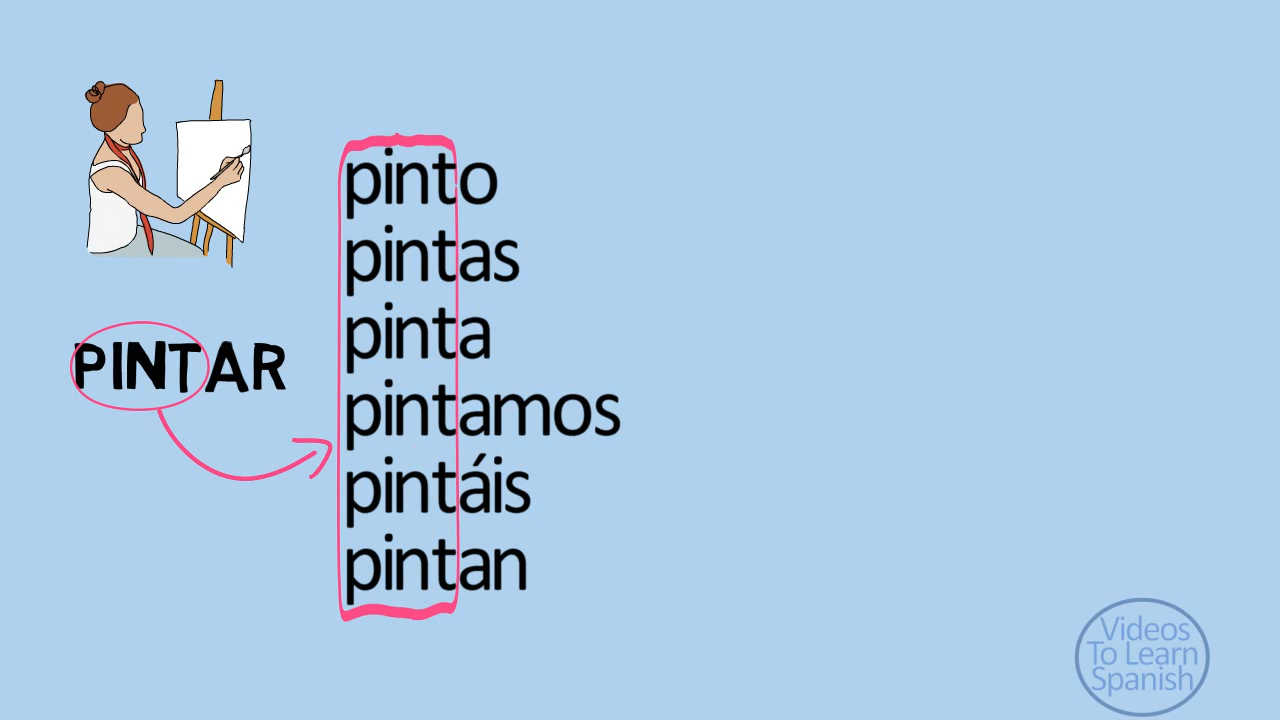 pinto
pintas
pinta
PINTAR
pintamos
pintáis
pintan
Videos
To Learn
Spanish